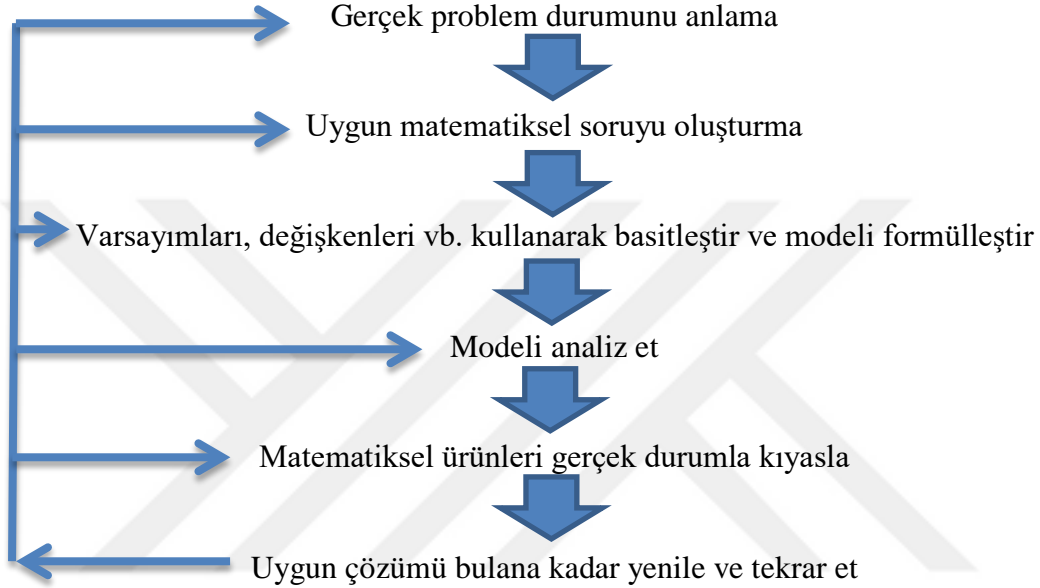 Gerçek problem durumunu anlama
Uygun matematiksel soruyu oluşturma
Varsayımları, değişkenleri vb. kullanarak basitleştir ve modeli formülleştir
Modeli analiz et
Matematiksel ürünleri gerçek durumla kıyasla
Uygun çözümü bulana kadar yenile ve tekrar et